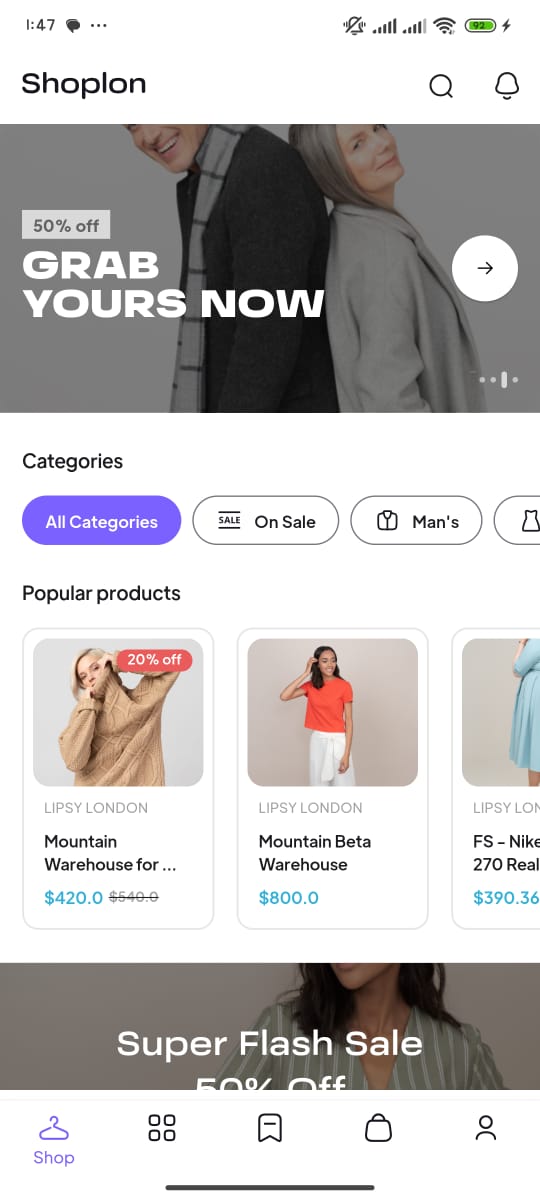 1:47
92
Shoplon
50% off
GRAB
YOURS NOW
Categories
All Categories
SALE On Sale
Man's
Popular products
20% off
LIPSY LONDON
Mountain
Warehouse for ...
$420.0 $540.0
LIPSY LONDON
Mountain Beta
Warehouse
$800.0
LIPSY LON
FS - Nike
270 Real
$390.36
Super Flash Sale
50% Off
Shop